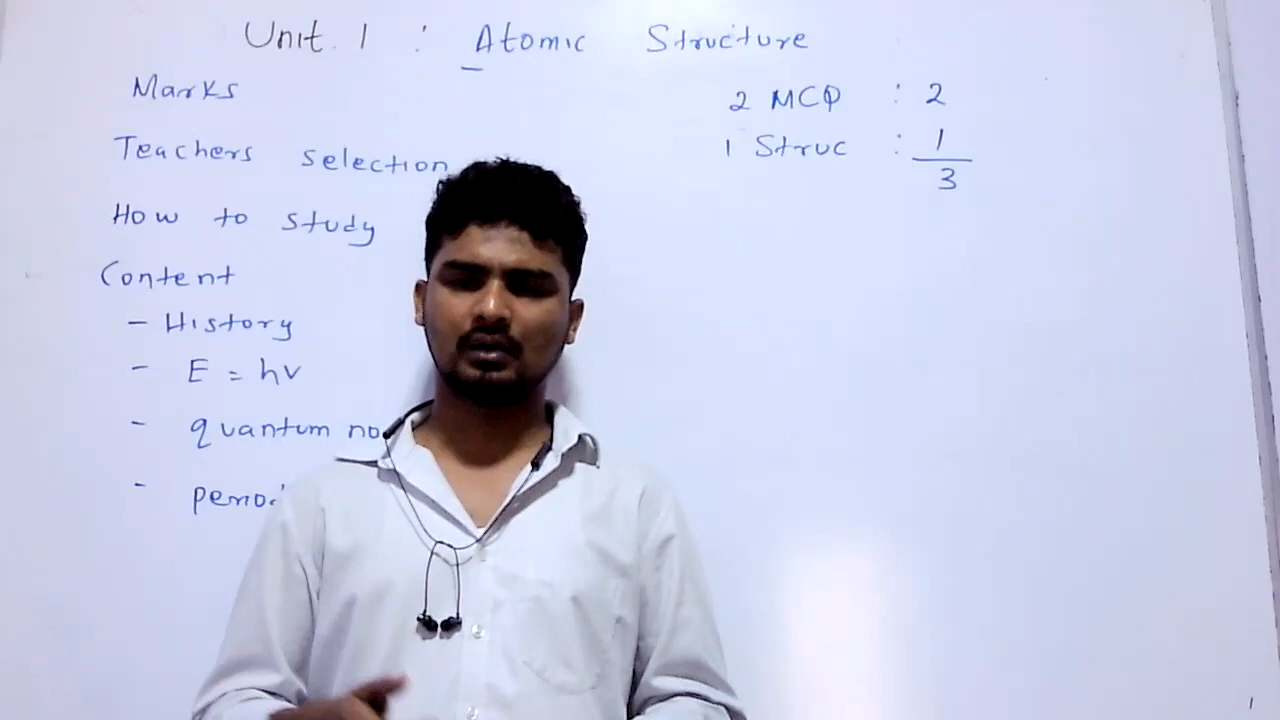 Unit. 1 : Atomic Structure
Marks
Teachers selection
How to study
Content
- History
- E = hv
- quantum no
-
2 MCQ : 2
1 Struc : 1
3